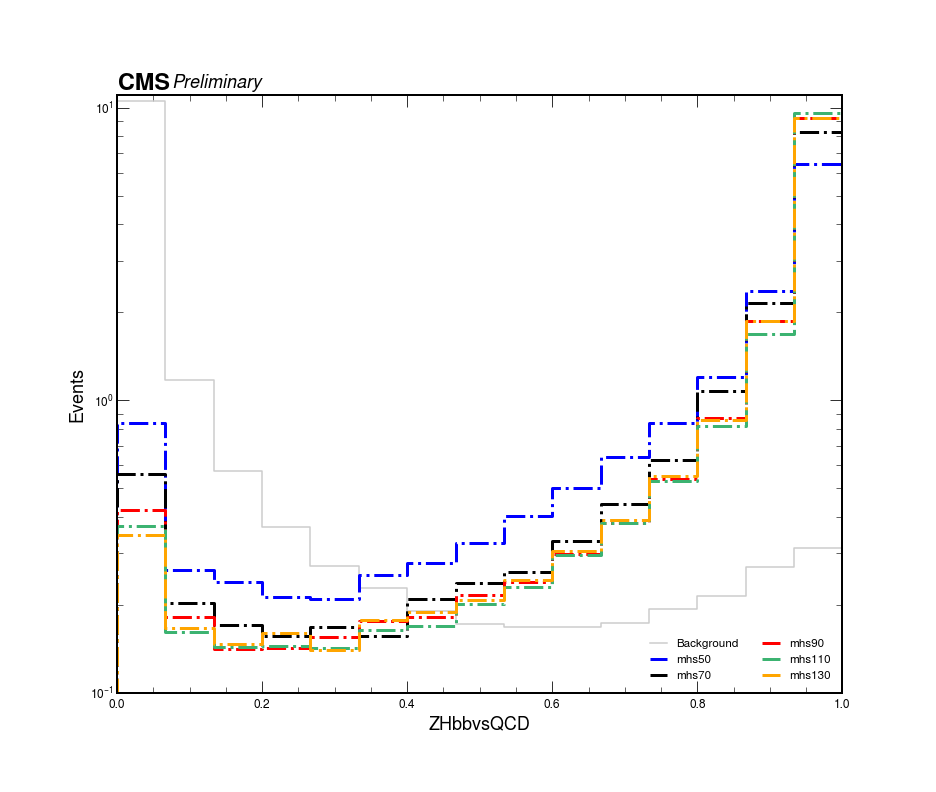 CMS Preliminary
10¹
10⁰
10⁻¹
Events
0.0 0.2 0.4 0.6 0.8 1.0
ZHbbvsQCD
Background
mhs50
mhs70
mhs90
mhs110
mhs130